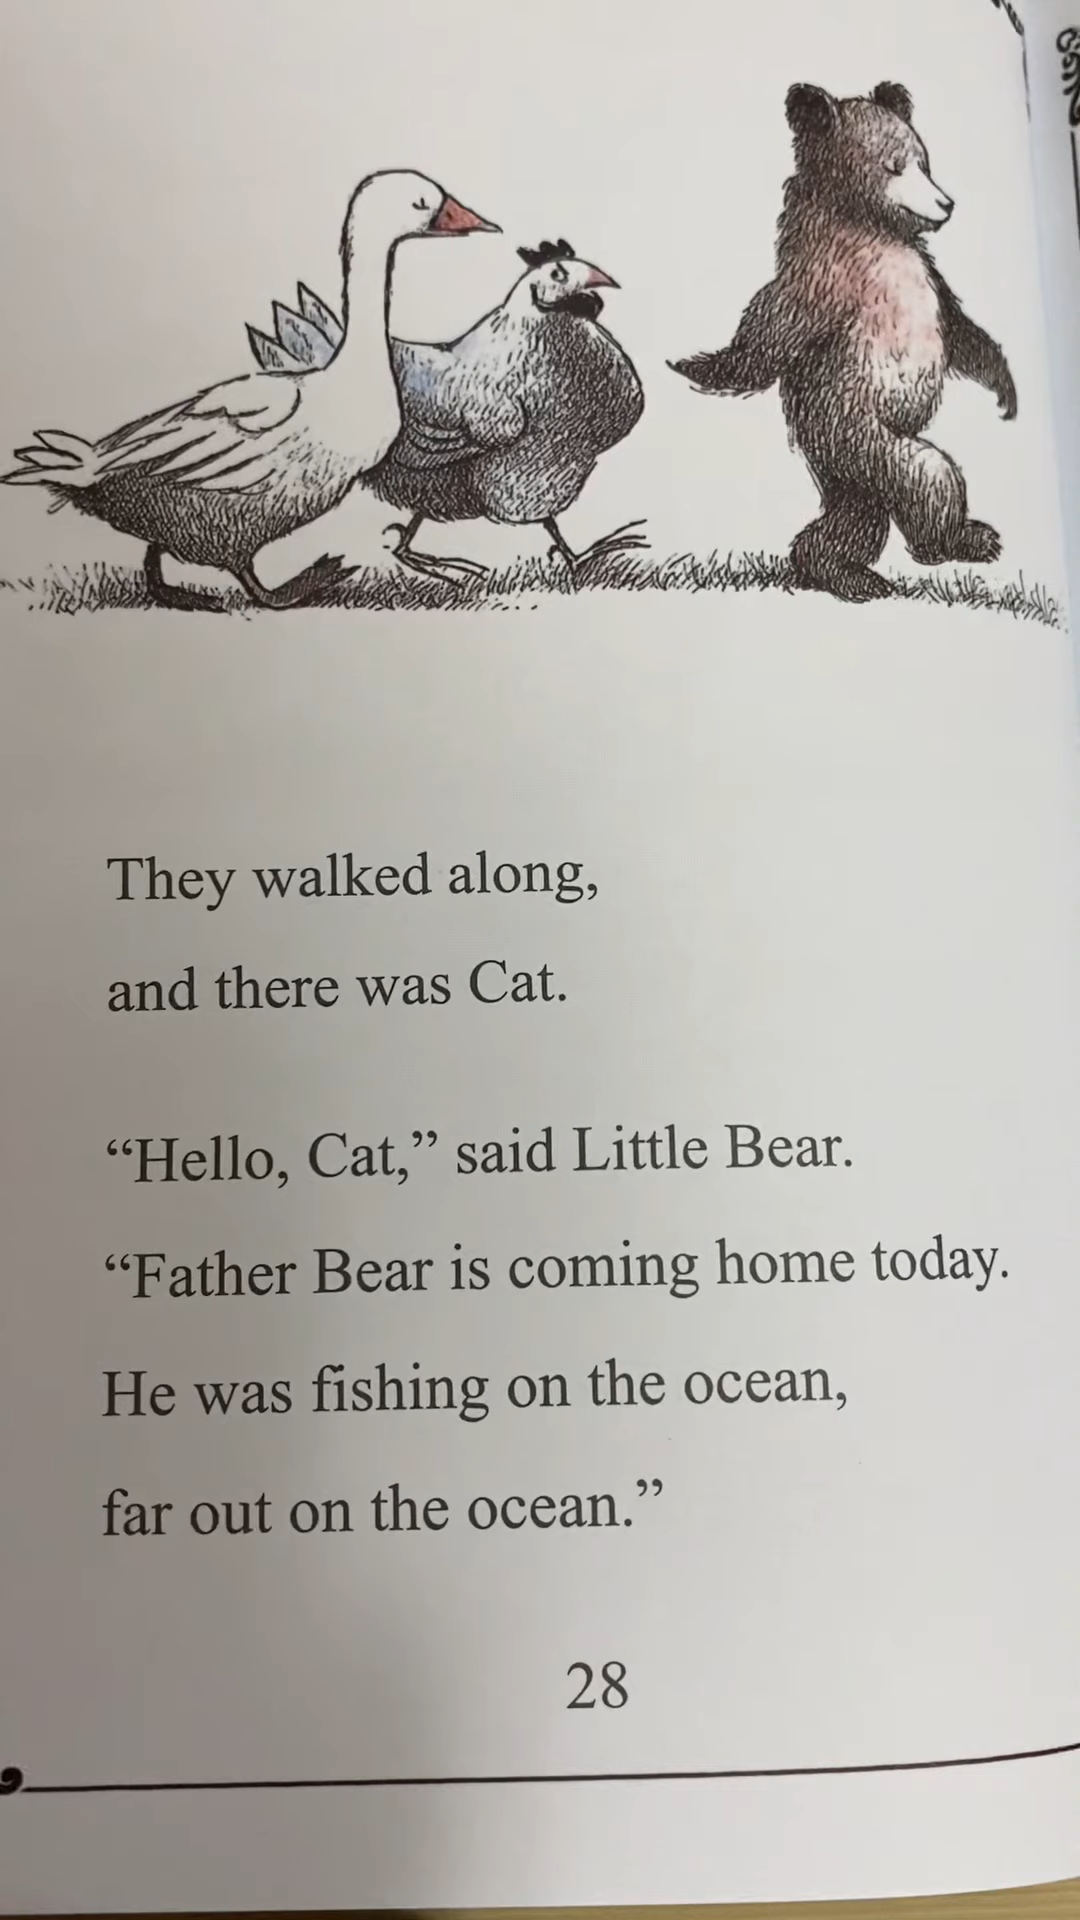 They walked along,
and there was Cat.
“Hello, Cat,” said Little Bear.
“Father Bear is coming home today.
He was fishing on the ocean,
far out on the ocean.”
28